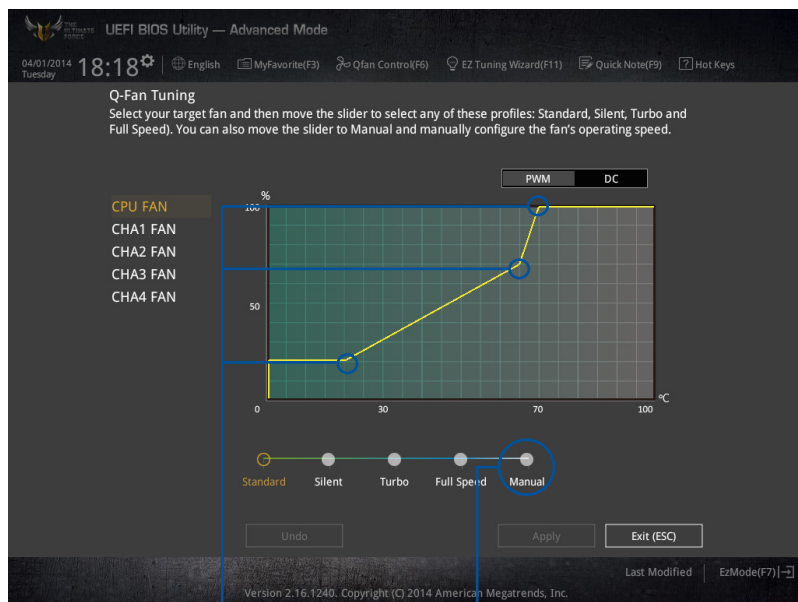 THE ULTIMATE FORCE
UEFI BIOS Utility — Advanced Mode
04/01/2014 Tuesday 18:18 English MyFavorite(F3) Qfan Control(F6) EZ Tuning Wizard(F11) Quick Note(F9) ? Hot Keys
Q-Fan Tuning
Select your target fan and then move the slider to select any of these profiles: Standard, Silent, Turbo and
Full Speed). You can also move the slider to Manual and manually configure the fan's operating speed.
PWM DC
CPU FAN
CHA1 FAN
CHA2 FAN
CHA3 FAN
CHA4 FAN
%
100
50
0 30 70 100 °C
Standard Silent Turbo Full Speed Manual
Undo Apply Exit (ESC)
Last Modified EzMode(F7)
Version 2.16.1240. Copyright (C) 2014 American Megatrends, Inc.